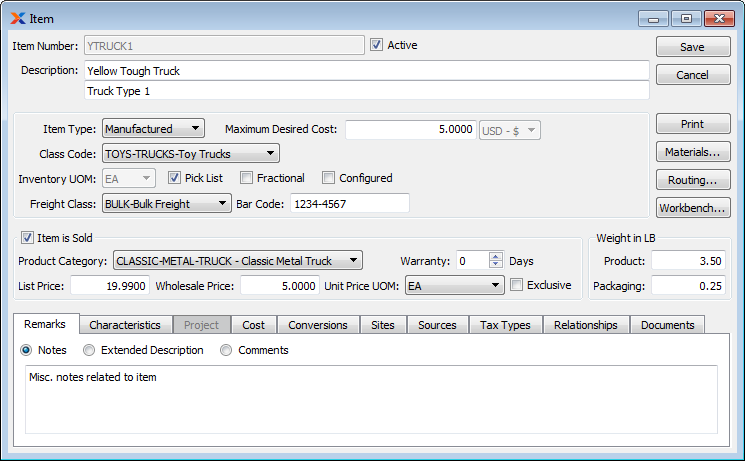 Item
Item Number: YTRUCK1 Active Save
Description: Yellow Tough Truck Cancel
Truck Type 1
Item Type: Manufactured Maximum Desired Cost: 5.0000 USD - $ Print
Class Code: TOYS-TRUCKS-Toy Trucks Materials...
Inventory UOM: EA Pick List Fractional Configured Routing...
Freight Class: BULK-Bulk Freight Bar Code: 1234-4567 Workbench...
Item is Sold Weight in LB
Product Category: CLASSIC-METAL-TRUCK - Classic Metal Truck Warranty: 0 Days Product: 3.50
List Price: 19.9900 Wholesale Price: 5.0000 Unit Price UOM: EA Exclusive Packaging: 0.25
Remarks Characteristics Project Cost Conversions Sites Sources Tax Types Relationships Documents
Notes Extended Description Comments
Misc. notes related to item